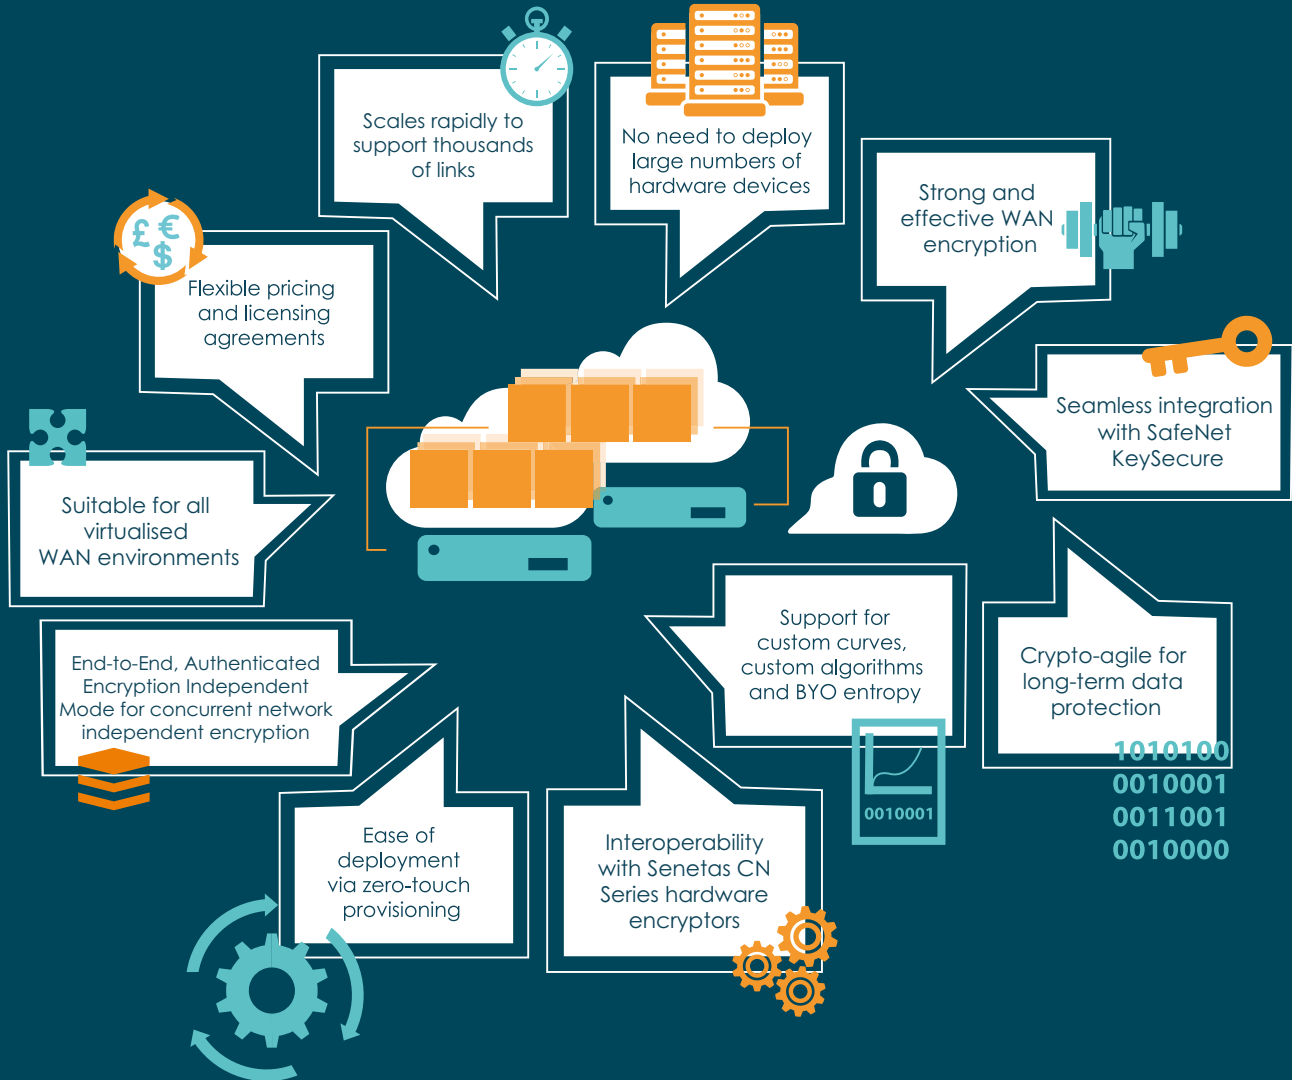 Scales rapidly to
support thousands
of links
No need to deploy
large numbers of
hardware devices
Strong and
effective WAN
encryption
£ €
$
Flexible pricing
and licensing
agreements
Seamless integration
with SafeNet
KeySecure
Suitable for all
virtualised
WAN environments
Support for
custom curves,
custom algorithms
and BYO entropy
0010001
Crypto-agile for
long-term data
protection
1010100
0010001
0011001
0010000
End-to-End, Authenticated
Encryption Independent
Mode for concurrent network
independent encryption
Ease of
deployment
via zero-touch
provisioning
Interoperability
with Senetas CN
Series hardware
encryptors